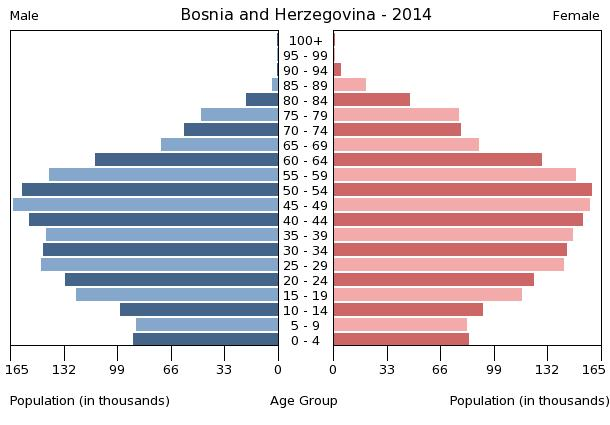 Bosnia and Herzegovina - 2014
Male
Female
100+
95 - 99
90 - 94
85 - 89
80 - 84
75 - 79
70 - 74
65 - 69
60 - 64
55 - 59
50 - 54
45 - 49
40 - 44
35 - 39
30 - 34
25 - 29
20 - 24
15 - 19
10 - 14
5 - 9
0 - 4
165 132 99 66 33 0 0 33 66 99 132 165
Population (in thousands) Age Group Population (in thousands)